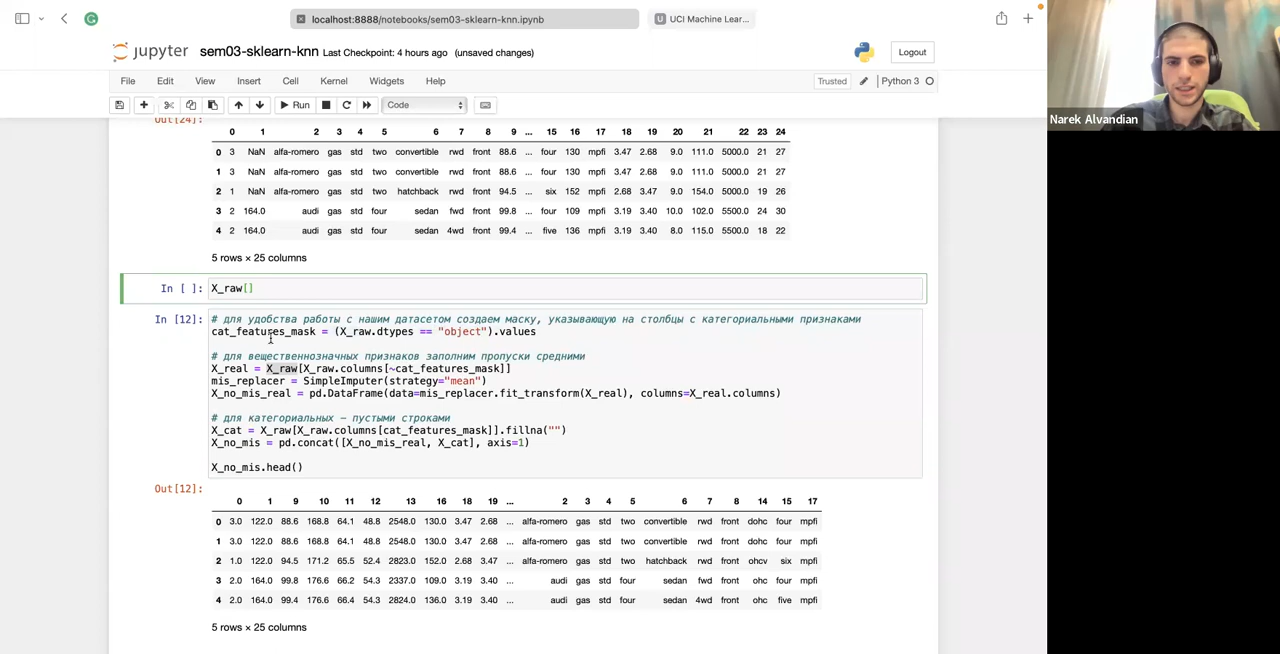 localhost:8888/notebooks/sem03-sklearn-knn.ipynb
UCI Machine Lear...
jupyter sem03-sklearn-knn Last Checkpoint: 4 hours ago (unsaved changes)
Logout
File Edit View Insert Cell Kernel Widgets Help
Trusted Python 3
Run Code
Out[24]:
0 1 2 3 4 5 6 7 8 9 ... 15 16 17 18 19 20 21 22 23 24
0 3 NaN alfa-romero gas std two convertible rwd front 88.6 ... four 130 mpfi 3.47 2.68 9.0 111.0 5000.0 21 27
1 3 NaN alfa-romero gas std two convertible rwd front 88.6 ... four 130 mpfi 3.47 2.68 9.0 111.0 5000.0 21 27
2 1 NaN alfa-romero gas std two hatchback rwd front 94.5 ... six 152 mpfi 2.68 3.47 9.0 154.0 5000.0 19 26
3 2 164.0 audi gas std four sedan fwd front 99.8 ... four 109 mpfi 3.19 3.40 10.0 102.0 5500.0 24 30
4 2 164.0 audi gas std four sedan 4wd front 99.4 ... five 136 mpfi 3.19 3.40 8.0 115.0 5500.0 18 22
5 rows × 25 columns
In [ ]: X_raw[]
In [12]: # для удобства работы с нашим датасетом создаем маску, указывающую на столбцы с категориальными признаками
cat_features_mask = (X_raw.dtypes == "object").values
# для вещественнозначных признаков заполним пропуски средними
X_real = X_raw[X_raw.columns[~cat_features_mask]]
mis_replacer = SimpleImputer(strategy="mean")
X_no_mis_real = pd.DataFrame(data=mis_replacer.fit_transform(X_real), columns=X_real.columns)
# для категориальных – пустыми строками
X_cat = X_raw[X_raw.columns[cat_features_mask]].fillna("")
X_no_mis = pd.concat([X_no_mis_real, X_cat], axis=1)
X_no_mis.head()
Out[12]:
0 1 9 10 11 12 13 16 18 19 ... 2 3 4 5 6 7 8 14 15 17
0 3.0 122.0 88.6 168.8 64.1 48.8 2548.0 130.0 3.47 2.68 ... alfa-romero gas std two convertible rwd front dohc four mpfi
1 3.0 122.0 88.6 168.8 64.1 48.8 2548.0 130.0 3.47 2.68 ... alfa-romero gas std two convertible rwd front dohc four mpfi
2 1.0 122.0 94.5 171.2 65.5 52.4 2823.0 152.0 2.68 3.47 ... alfa-romero gas std two hatchback rwd front ohcv six mpfi
3 2.0 164.0 99.8 176.6 66.2 54.3 2337.0 109.0 3.19 3.40 ... audi gas std four sedan fwd front ohc four mpfi
4 2.0 164.0 99.4 176.6 66.4 54.3 2824.0 136.0 3.19 3.40 ... audi gas std four sedan 4wd front ohc five mpfi
5 rows × 25 columns
Narek Alvandian